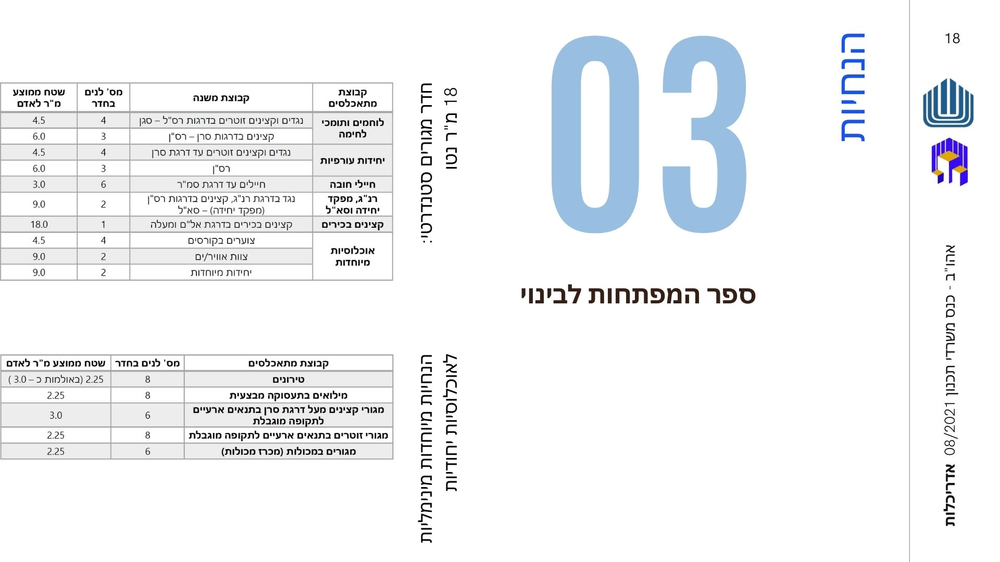 18
הנחיות
03
ספר המפתחות לבינוי
חדר מגורים סטנדרטי:
18 מ"ר נטו
קבוצת מתאכלסים | קבוצת משנה | מס' לנים בחדר | שטח ממוצע מ"ר לאדם
לוחמים ותומכי לחימה | נגדים וקצינים זוטרים בדרגות רס"ל – סגן | 4 | 4.5
קצינים בדרגות סרן – רס"ן | 3 | 6.0
יחידות עורפיות | נגדים וקצינים זוטרים עד דרגת סרן | 4 | 4.5
רס"ן | 3 | 6.0
חיילי חובה | חיילים עד דרגת סמ"ר | 6 | 3.0
רנ"ג, מפקד יחידה וסא"ל | נגד בדרגת רנ"ג, קצינים בדרגות רס"ן (מפקד יחידה) – סא"ל | 2 | 9.0
קצינים בכירים | קצינים בכירים בדרגת אל"ם ומעלה | 1 | 18.0
אוכלוסיות מיוחדות | צוערים בקורסים | 4 | 4.5
צוות אוויר/ים | 2 | 9.0
יחידות מיוחדות | 2 | 9.0
הנחיות מיוחדות מינימליות
לאוכלוסיות יחודיות
קבוצת מתאכלסים | מס' לנים בחדר | שטח ממוצע מ"ר לאדם
טירונים | 8 | 2.25 (באולמות כ – 3.0 )
מילואים בתעסוקה מבצעית | 8 | 2.25
מגורי קצינים מעל דרגת סרן בתנאים ארעיים לתקופה מוגבלת | 6 | 3.0
מגורי זוטרים בתנאים ארעיים לתקופה מוגבלת | 8 | 2.25
מגורים במכולות (מכרז מכולות) | 6 | 2.25
אהו"ב - כנס משרדי תכנון 08/2021 אדריכלות